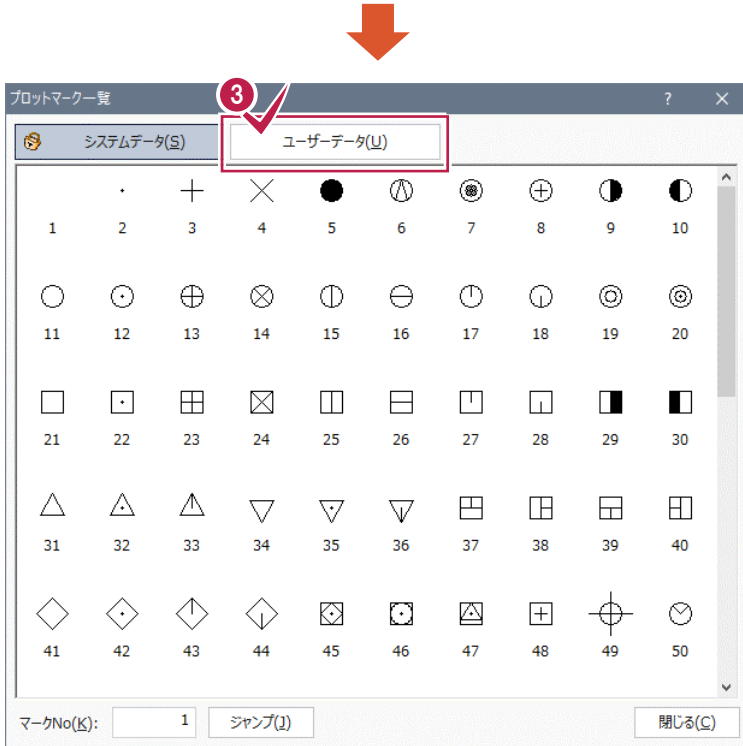 プロットマーク一覧 ? ×
3
システムデータ(S) ユーザーデータ(U)
1 2 3 4 5 6 7 8 9 10
11 12 13 14 15 16 17 18 19 20
21 22 23 24 25 26 27 28 29 30
31 32 33 34 35 36 37 38 39 40
41 42 43 44 45 46 47 48 49 50
マークNo(K): 1 ジャンプ(J) 閉じる(C)